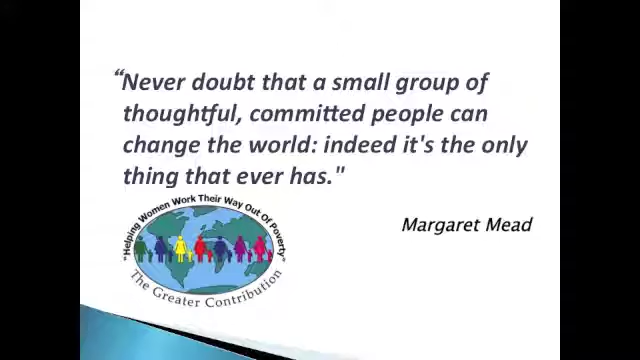 “Never doubt that a small group of
thoughtful, committed people can
change the world: indeed it's the only
thing that ever has."
Margaret Mead
"Helping Women Work Their Way Out Of Poverty"
The Greater Contribution